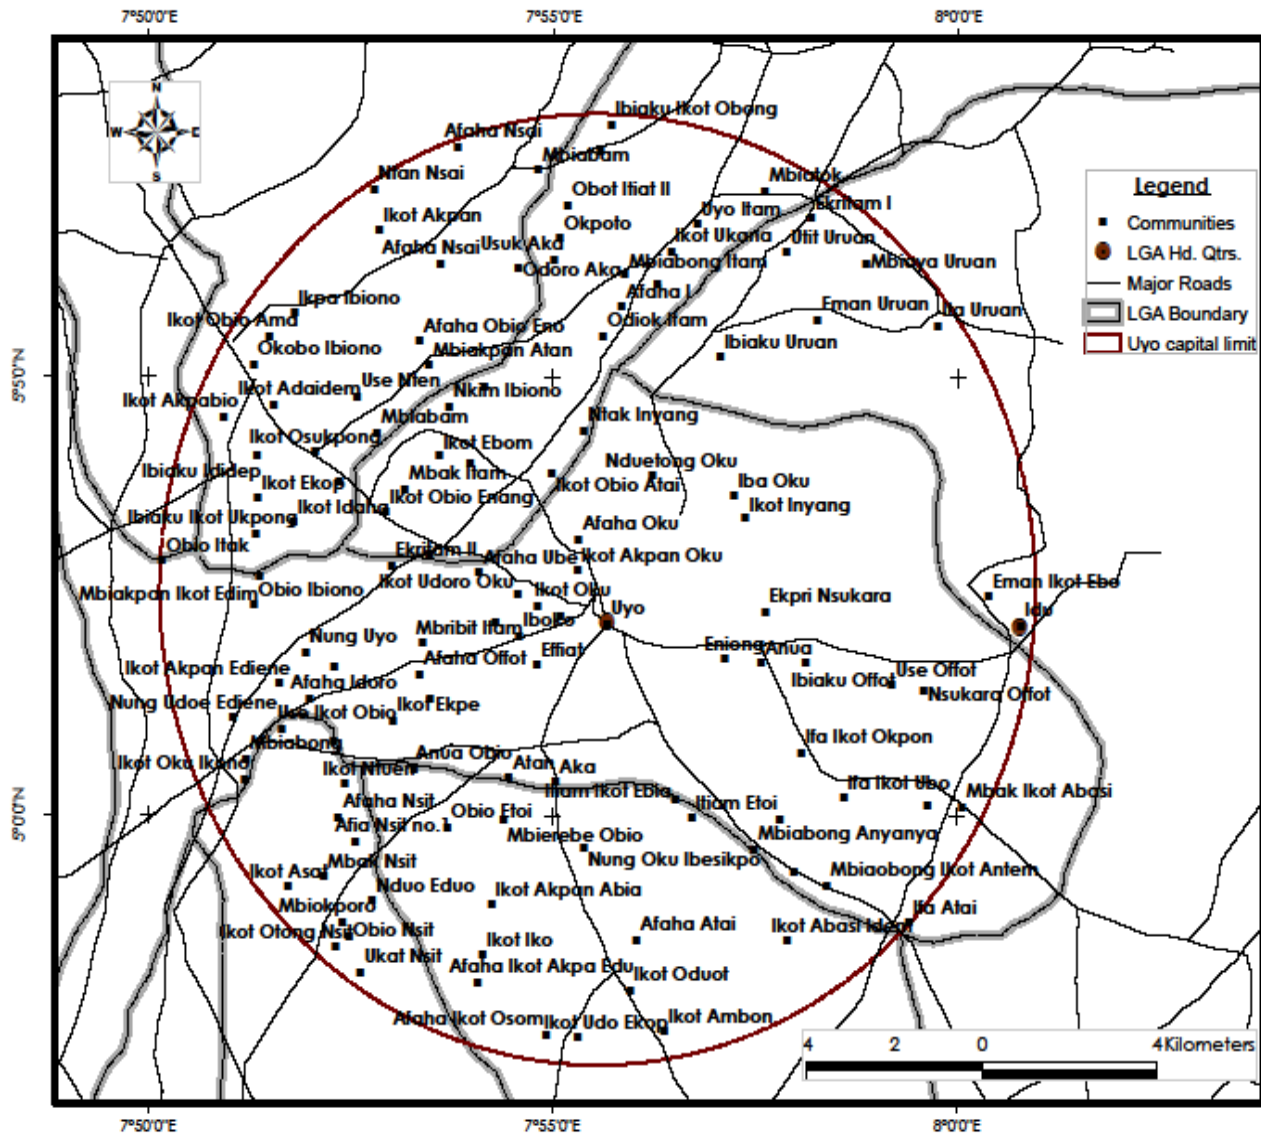 7°50'0"E
7°55'0"E
8°0'0"E
N
W
E
S
Ibiaku Ikot Obong
Afaha Nsai
Mbiabam
Ntan Nsai
Mbiatok
Obot Itiat II
Legend
Ekritam I
Ikot Akpan
Okpoto
Uyo Itam
Communities
Afaha Nsai
Usuk Aka
Ikot Ukana
Utit Uruan
LGA Hd. Qtrs.
Odoro Aka
Mbiabong Itam
Mbiaya Uruan
Major Roads
Ikpa Ibiono
Afaha I
Eman Uruan
Ita Uruan
LGA Boundary
Ikot Obio Ama
Afaha Obio Eno
Odiok Itam
Uyo capital limit
Okobo Ibiono
Mbiakpan Atan
Ibiaku Uruan
5°5'0"N
Ikot Adaidem
Use Nten
Nkim Ibiono
Ikot Akpabio
Mbiabam
Ntak Inyang
Ikot Osukpong
Ikot Ebom
Ibiaku Ididep
Mbak Itam
Nduetong Oku
Ikot Ekop
Ikot Obio Atai
Iba Oku
Ikot Idaha
Ikot Obio Enang
Ikot Inyang
Ibiaku Ikot Ukpong
Afaha Oku
Obio Itak
Ekritam II
Afaha Ube
Ikot Akpan Oku
Mbiakpan Ikot Edim
Obio Ibiono
Ikot Udoro Oku
Ikot Oku
Eman Ikot Ebo
Ekpri Nsukara
Uyo
Idu
Nung Uyo
Mbribit Itam
Iboko
Ikot Akpan Ediene
Afaha Offot
Effiat
Eniong
Anua
Afaha Idoro
Ibiaku Offot
Use Offot
Nung Udoe Ediene
Use Ikot Obio
Ikot Ekpe
Nsukara Offot
Mbiabong
Ifa Ikot Okpon
Ikot Oku Ikono
Ikot Ntuen
Anua Obio
Atan
Aka
Itiam Ikot Ebia
Ifa Ikot Ubo
Mbak Ikot Abasi
Afaha Nsit
Obio Etoi
Itiam Etoi
5°0'0"N
Afia Nsit no.1
Mbierebe Obio
Mbiabong Anyanya
Mbak Nsit
Nung Oku Ibesikpo
Ikot Asat
Nduo Eduo
Mbiaobong Ikot Antem
Mbiokporo
Ikot Akpan Abia
Ifa Atai
Ikot Otong Nsit
Obio Nsit
Afaha Atai
Ikot Abasi Idem
Ukat Nsit
Ikot Iko
Afaha Ikot Akpa Edu
Ikot Oduot
Afaha Ikot Osom
Ikot Udo Ekop
Ikot Ambon
4 2 0 4 Kilometers
7°50'0"E
7°55'0"E
8°0'0"E